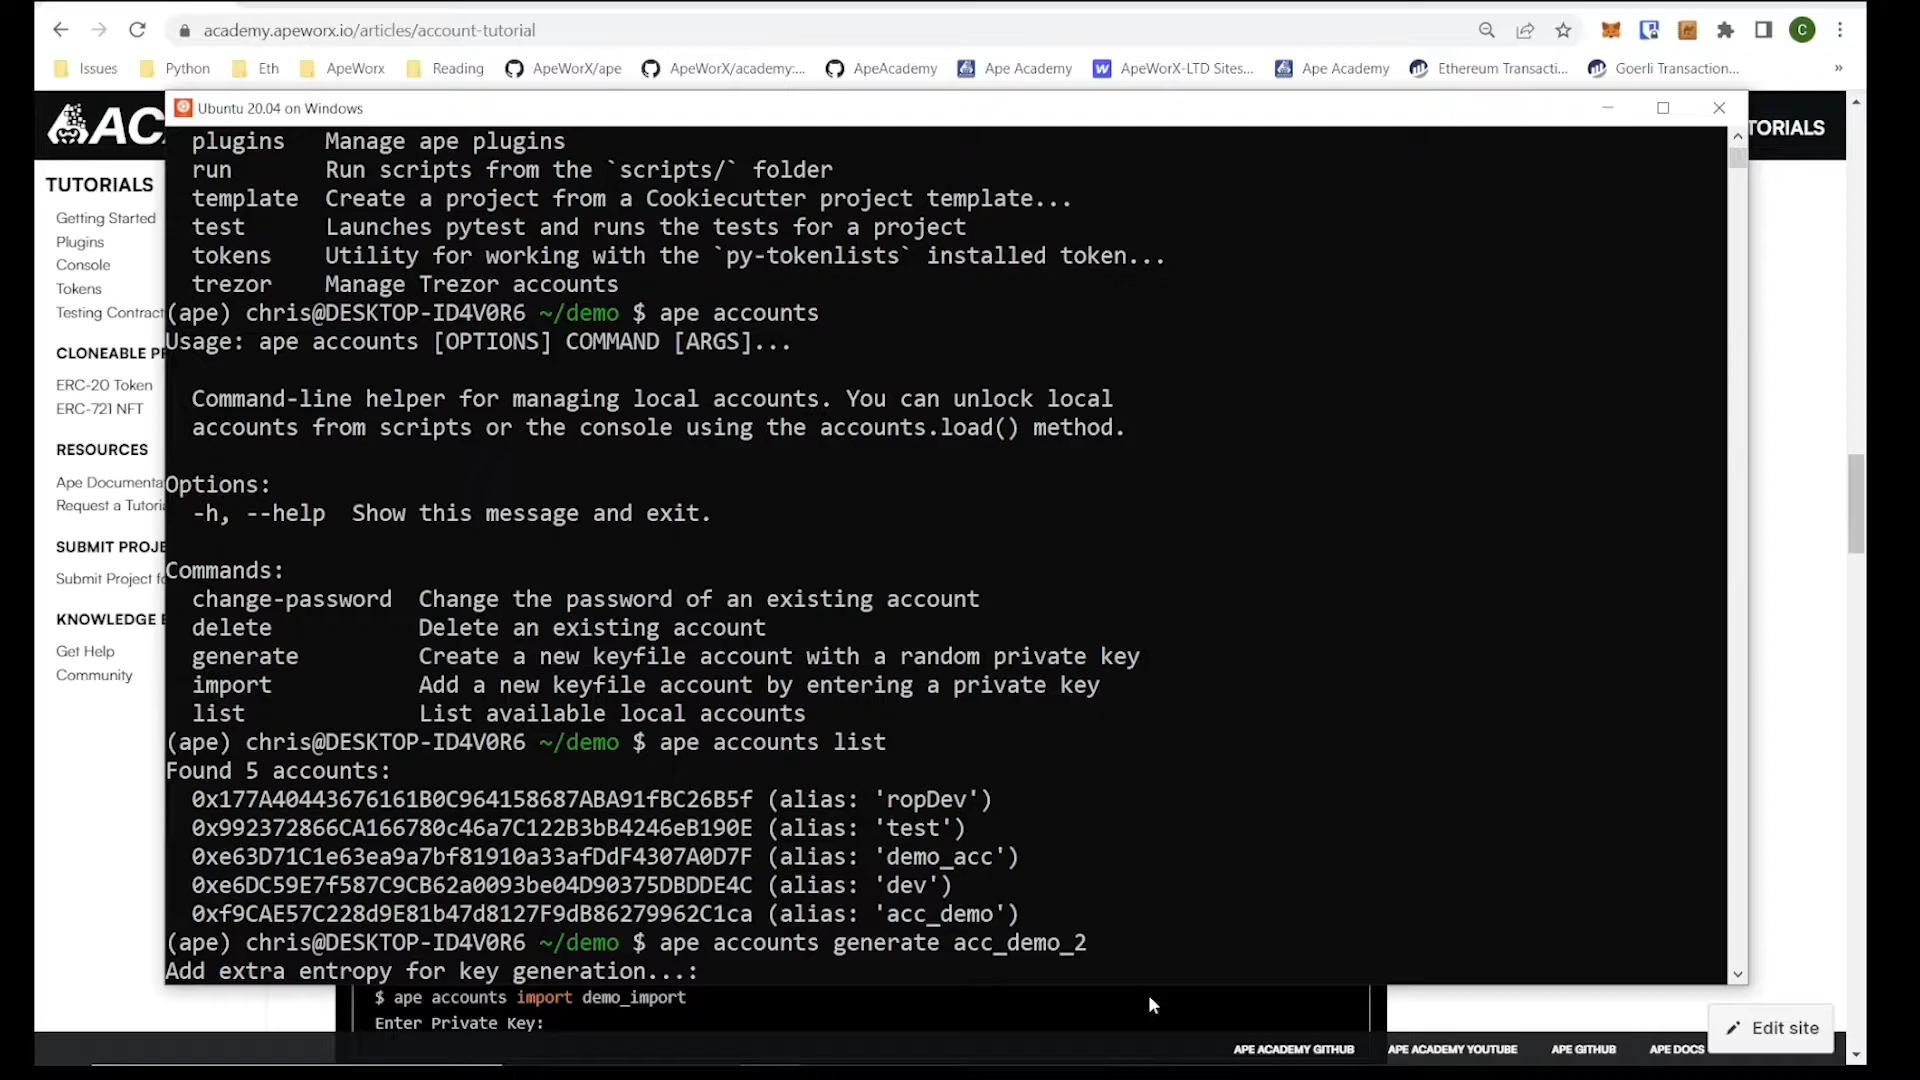 academy.apeworx.io/articles/account-tutorial
C
Issues Python Eth ApeWorx Reading ApeWorX/ape ApeWorX/academy:... ApeAcademy Ape Academy ApeWorX-LTD Sites... Ape Academy Ethereum Transacti... Goerli Transaction... »
Ubuntu 20.04 on Windows
AC
TORIALS
TUTORIALS
Getting Started
Plugins
Console
Tokens
Testing Contract
CLONEABLE PR
ERC-20 Token
ERC-721 NFT
RESOURCES
Ape Documenta
Request a Tutoria
SUBMIT PROJE
Submit Project fo
KNOWLEDGE
Get Help
Community
plugins Manage ape plugins
run Run scripts from the `scripts/` folder
template Create a project from a Cookiecutter project template...
test Launches pytest and runs the tests for a project
tokens Utility for working with the `py-tokenlists` installed token...
trezor Manage Trezor accounts
(ape) chris@DESKTOP-ID4V0R6 ~/demo $ ape accounts
Usage: ape accounts [OPTIONS] COMMAND [ARGS]...
Command-line helper for managing local accounts. You can unlock local
accounts from scripts or the console using the accounts.load() method.
Options:
-h, --help Show this message and exit.
Commands:
change-password Change the password of an existing account
delete Delete an existing account
generate Create a new keyfile account with a random private key
import Add a new keyfile account by entering a private key
list List available local accounts
(ape) chris@DESKTOP-ID4V0R6 ~/demo $ ape accounts list
Found 5 accounts:
0x177A40443676161B0C964158687ABA91fBC26B5f (alias: 'ropDev')
0x992372866CA166780c46a7C122B3bB4246eB190E (alias: 'test')
0xe63D71C1e63ea9a7bf81910a33afDdF4307A0D7F (alias: 'demo_acc')
0xe6DC59E7f587C9CB62a0093be04D90375DBDDE4C (alias: 'dev')
0xf9CAE57C228d9E81b47d8127F9dB86279962C1ca (alias: 'acc_demo')
(ape) chris@DESKTOP-ID4V0R6 ~/demo $ ape accounts generate acc_demo_2
Add extra entropy for key generation...:
$ ape accounts import demo_import
Enter Private Key:
Edit site
APE ACADEMY GITHUB APE ACADEMY YOUTUBE APE GITHUB APE DOCS